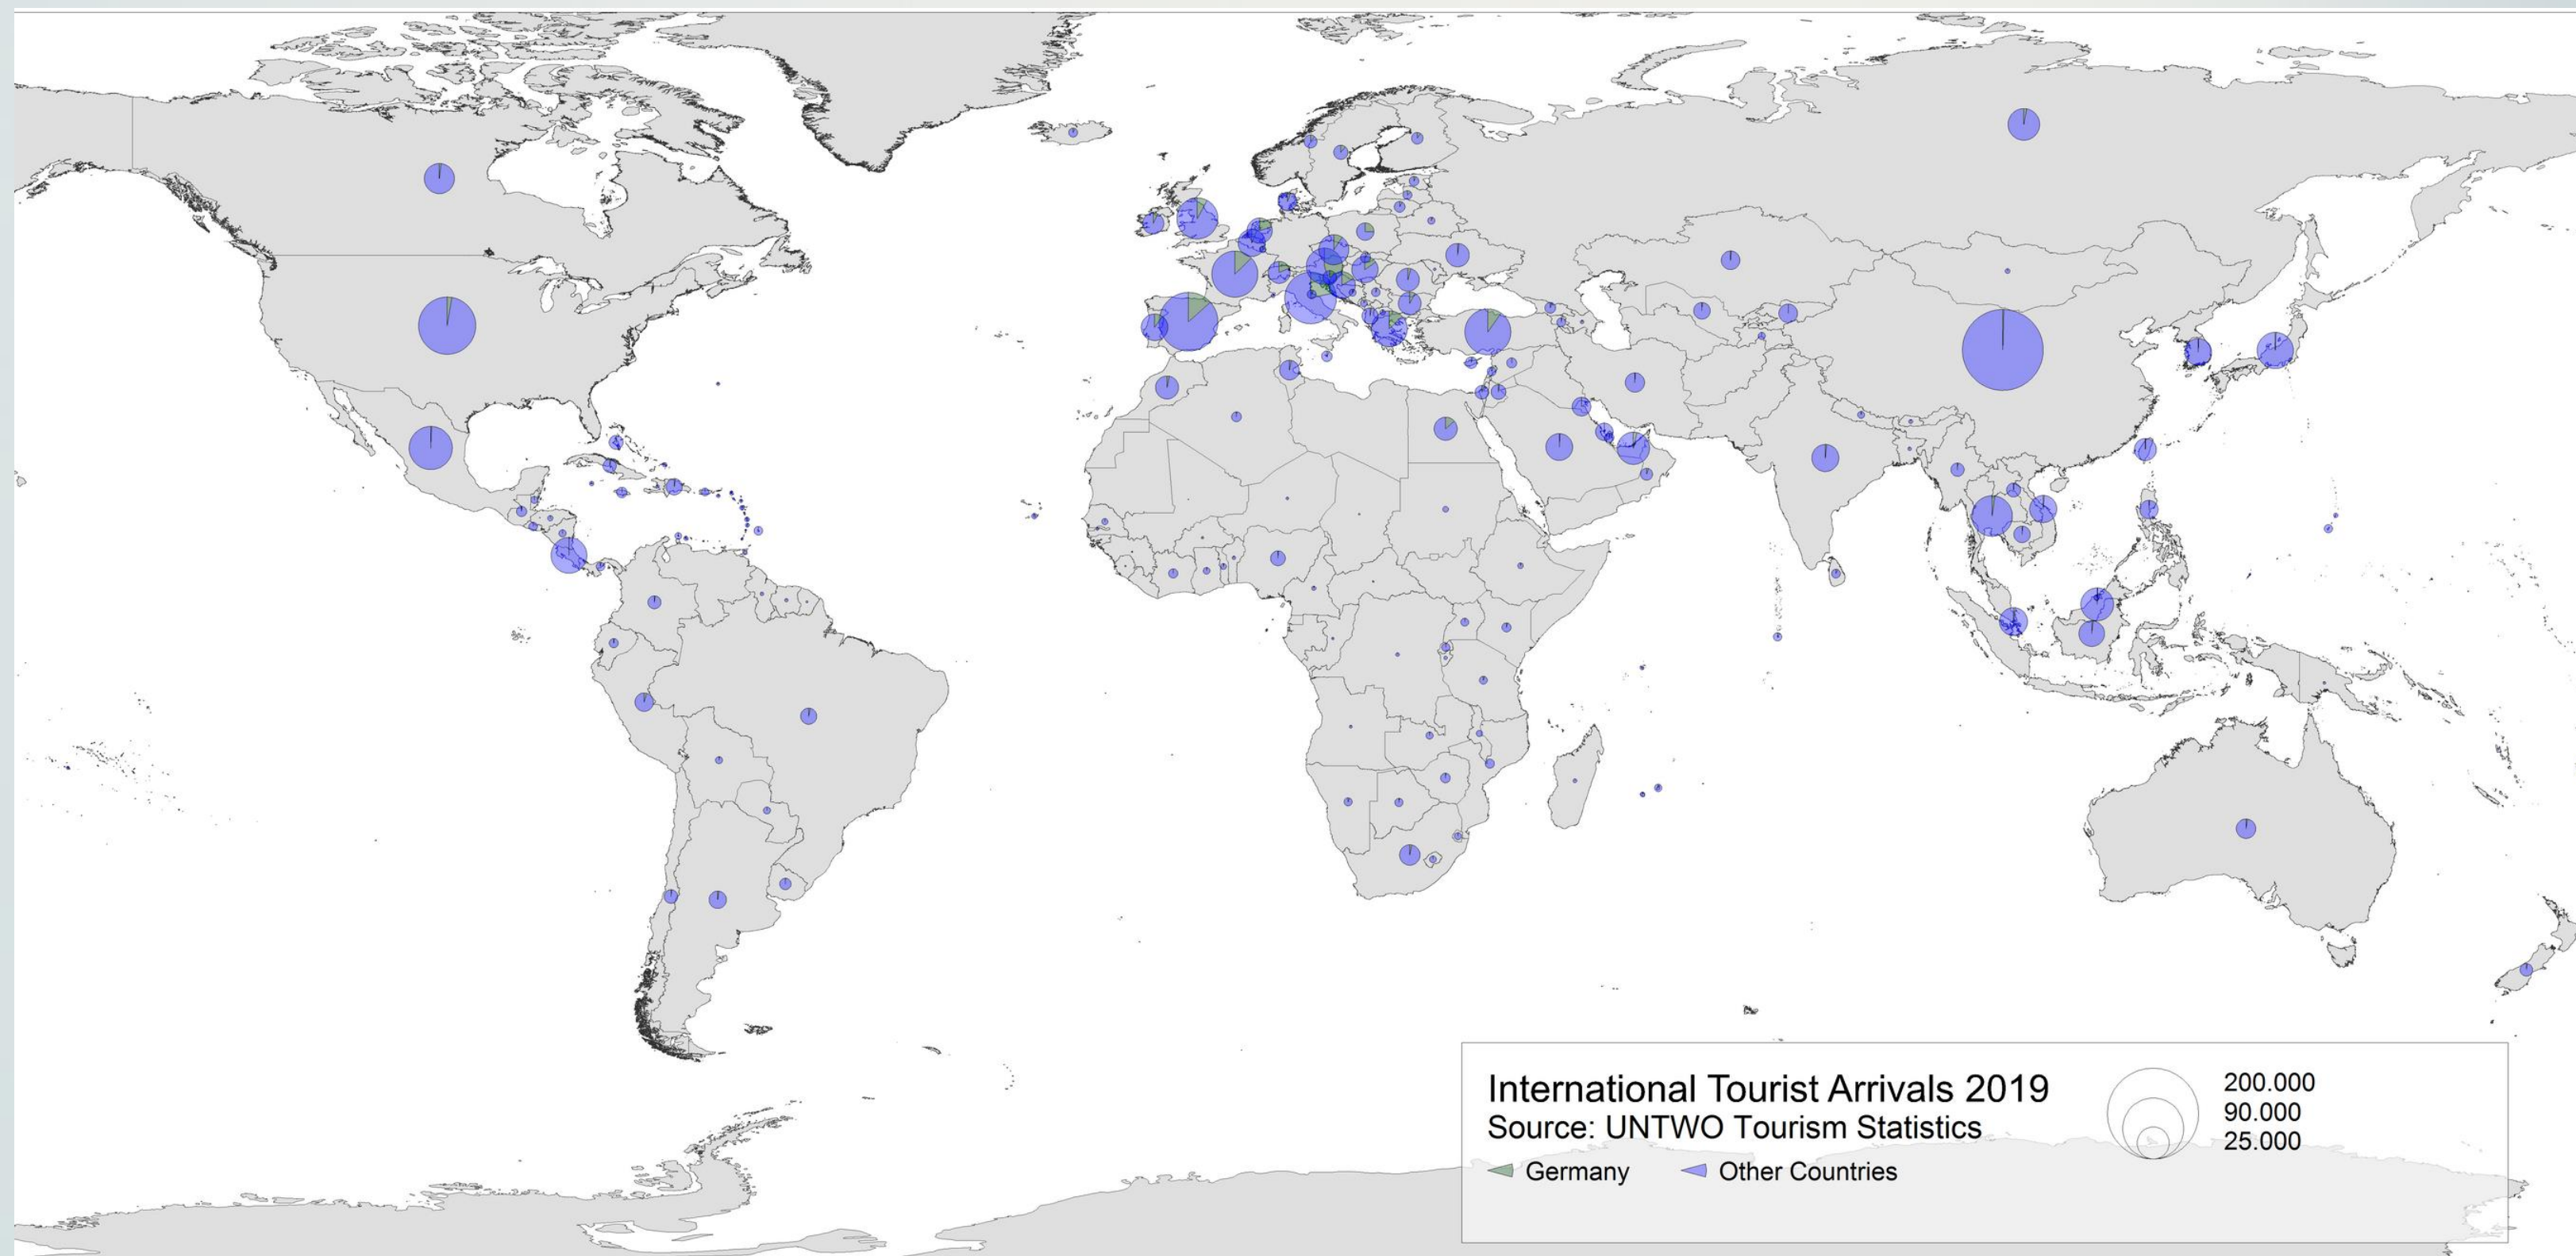 International Tourist Arrivals 2019
Source: UNTWO Tourism Statistics
Germany
Other Countries
200.000
90.000
25.000